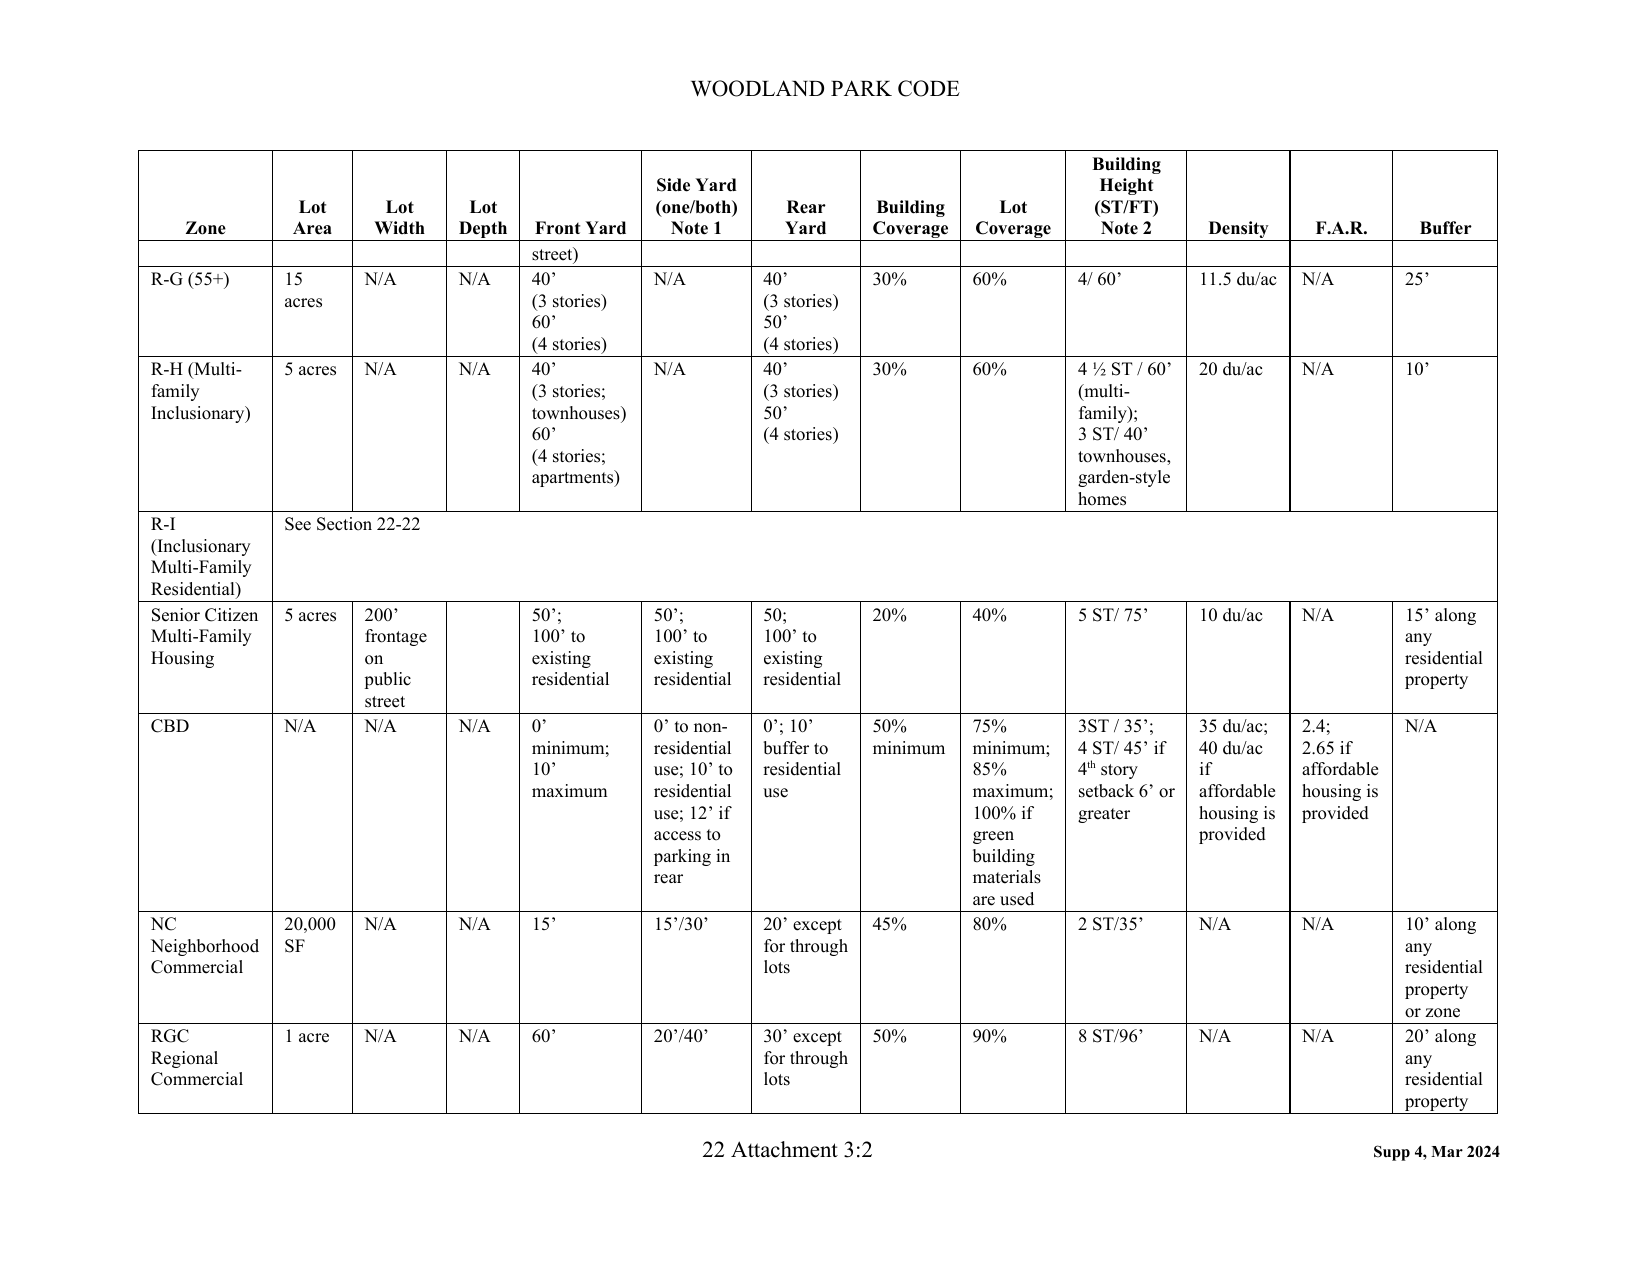 WOODLAND PARK CODE
Zone
Lot
Area
Lot
Width
Lot
Depth
Front Yard
Side Yard
(one/both)
Note 1
Rear
Yard
Building
Coverage
Lot
Coverage
Building
Height
(ST/FT)
Note 2
Density
F.A.R.
Buffer
street)
R-G (55+)
15
acres
N/A
N/A
40’
(3 stories)
60’
(4 stories)
N/A
40’
(3 stories)
50’
(4 stories)
30%
60%
4/ 60’
11.5 du/ac
N/A
25’
R-H (Multi-
family
Inclusionary)
5 acres
N/A
N/A
40’
(3 stories;
townhouses)
60’
(4 stories;
apartments)
N/A
40’
(3 stories)
50’
(4 stories)
30%
60%
4 ½ ST / 60’
(multi-
family);
3 ST/ 40’
townhouses,
garden-style
homes
20 du/ac
N/A
10’
R-I
(Inclusionary
Multi-Family
Residential)
See Section 22-22
Senior Citizen
Multi-Family
Housing
5 acres
200’
frontage
on
public
street
50’;
100’ to
existing
residential
50’;
100’ to
existing
residential
50;
100’ to
existing
residential
20%
40%
5 ST/ 75’
10 du/ac
N/A
15’ along
any
residential
property
CBD
N/A
N/A
N/A
0’
minimum;
10’
maximum
0’ to non-
residential
use; 10’ to
residential
use; 12’ if
access to
parking in
rear
0’; 10’
buffer to
residential
use
50%
minimum
75%
minimum;
85%
maximum;
100% if
green
building
materials
are used
3ST / 35’;
4 ST/ 45’ if
4th story
setback 6’ or
greater
35 du/ac;
40 du/ac
if
affordable
housing is
provided
2.4;
2.65 if
affordable
housing is
provided
N/A
NC
Neighborhood
Commercial
20,000
SF
N/A
N/A
15’
15’/30’
20’ except
for through
lots
45%
80%
2 ST/35’
N/A
N/A
10’ along
any
residential
property
or zone
RGC
Regional
Commercial
1 acre
N/A
N/A
60’
20’/40’
30’ except
for through
lots
50%
90%
8 ST/96’
N/A
N/A
20’ along
any
residential
property
22 Attachment 3:2
Supp 4, Mar 2024